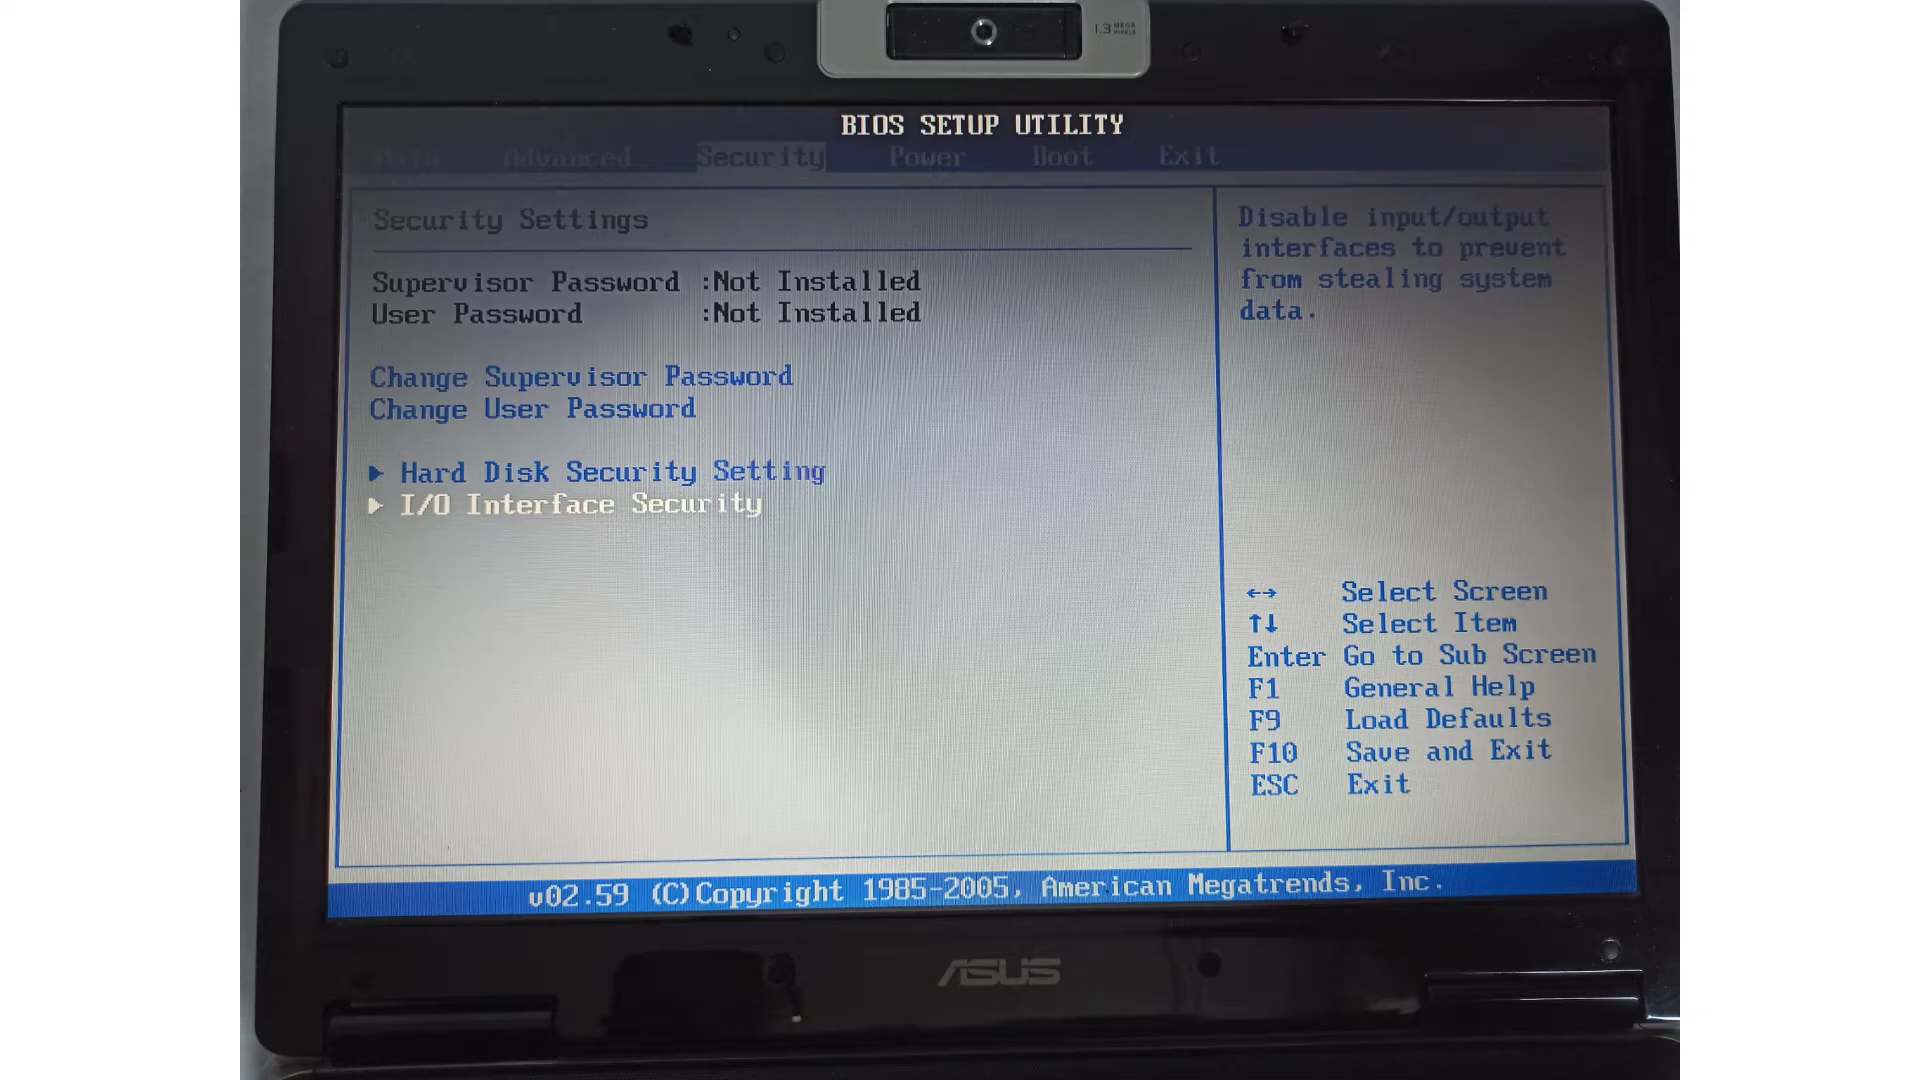 1.3 MEGA PIXELS
BIOS SETUP UTILITY
Main Advanced Security Power Boot Exit
Security Settings
Supervisor Password :Not Installed
User Password :Not Installed
Change Supervisor Password
Change User Password
▶ Hard Disk Security Setting
▶ I/O Interface Security
Disable input/output
interfaces to prevent
from stealing system
data.
←→ Select Screen
↑↓ Select Item
Enter Go to Sub Screen
F1 General Help
F9 Load Defaults
F10 Save and Exit
ESC Exit
v02.59 (C)Copyright 1985-2005, American Megatrends, Inc.
ASUS